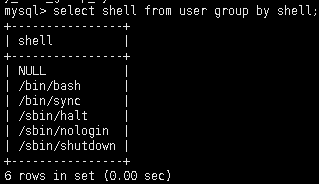 mysql> select shell from user group by shell;
+---------------+
| shell         |
+---------------+
| NULL          |
| /bin/bash     |
| /bin/sync     |
| /sbin/halt    |
| /sbin/nologin |
| /sbin/shutdown |
+---------------+
6 rows in set (0.00 sec)